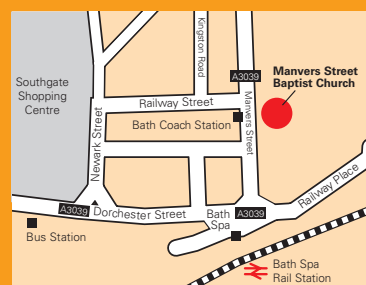 Kingston Road
A3039
Manvers Street
Baptist Church
Southgate
Shopping
Centre
Railway Street
Bath Coach Station
Manvers Street
Newark Street
Railway Place
A3039
Dorchester Street
Bath
Spa
A3039
Bus Station
Bath Spa
Rail Station